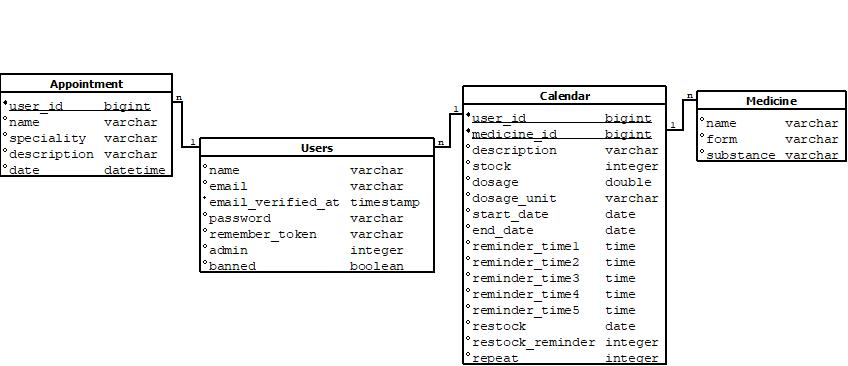 Appointment
user_id bigint
name varchar
speciality varchar
description varchar
date datetime
n
1
Users
name varchar
email varchar
email_verified_at timestamp
password varchar
remember_token varchar
admin integer
banned boolean
n
1
Calendar
user_id bigint
medicine_id bigint
description varchar
stock integer
dosage double
dosage_unit varchar
start_date date
end_date date
reminder_time1 time
reminder_time2 time
reminder_time3 time
reminder_time4 time
reminder_time5 time
restock date
restock_reminder integer
repeat integer
1
n
Medicine
name varchar
form varchar
substance varchar